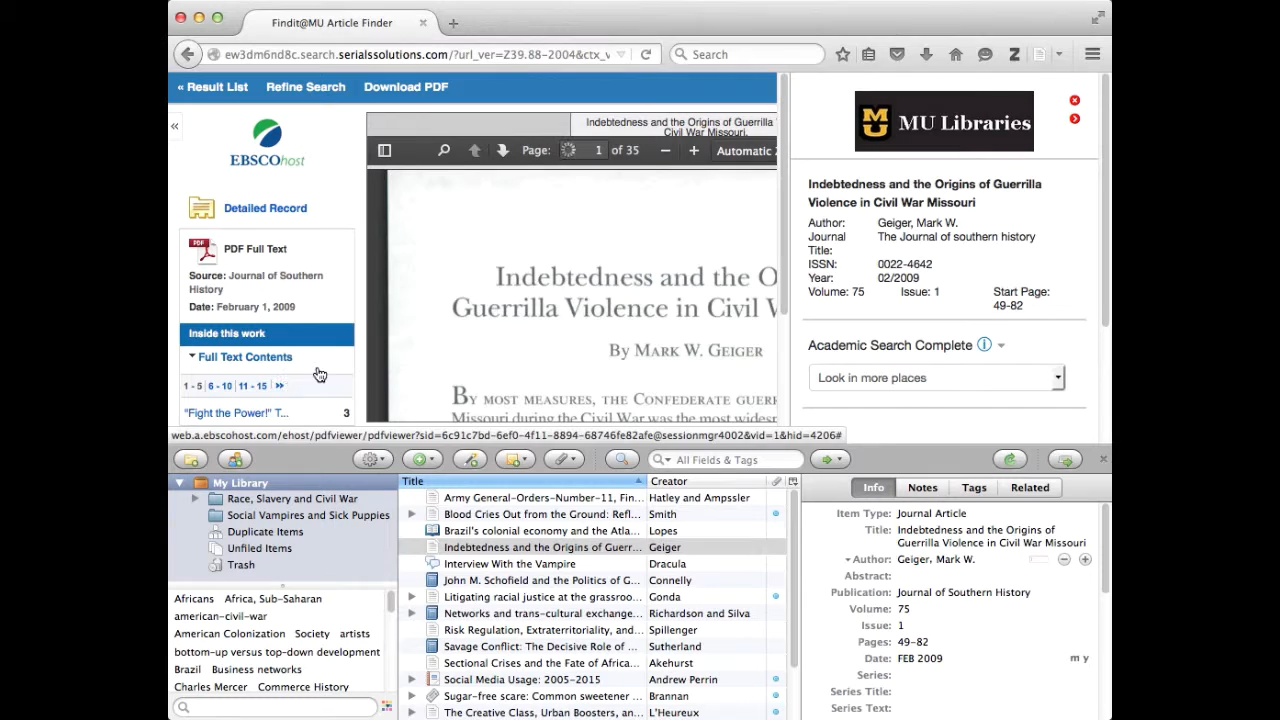 Findit@MU Article Finder
ew3dm6nd8c.search.serialssolutions.com/?url_ver=Z39.88-2004&ctx_v
Search
Z
« Result List
Refine Search
Download PDF
«
EBSCOhost
Detailed Record
PDF
PDF Full Text
Source: Journal of Southern
History
Date: February 1, 2009
Inside this work
Full Text Contents
1 - 5 | 6 - 10 | 11 - 15 | »
"Fight the Power!" T... 3
Indebtedness and the Origins of Guerrilla
Civil War Missouri.
Page: 1 of 35
Automatic
Indebtedness and the O
Guerrilla Violence in Civil
By MARK W. GEIGER
BY MOST MEASURES, THE CONFEDERATE GUER
Missouri during the Civil War was the most
MU MU Libraries
Indebtedness and the Origins of Guerrilla
Violence in Civil War Missouri
Author: Geiger, Mark W.
Journal The Journal of southern history
Title:
ISSN: 0022-4642
Year: 02/2009
Volume: 75 Issue: 1 Start Page:
49-82
Academic Search Complete
Look in more places
web.a.ebscohost.com/ehost/pdfviewer/pdfviewer?sid=6c91c7bd-6ef0-4f11-8894-68746fe82afe@sessionmgr4002&vid=1&hid=4206#
All Fields & Tags
My Library
Race, Slavery and Civil War
Social Vampires and Sick Puppies
Duplicate Items
Unfiled Items
Trash
Africans Africa, Sub-Saharan
american-civil-war
American Colonization Society artists
bottom-up versus top-down development
Brazil Business networks
Charles Mercer Commerce History
Title Creator
Army General-Orders-Number-11, Fin... Hatley and Ampssler
Blood Cries Out from the Ground: Refl... Smith
Brazil's colonial economy and the Atla... Lopes
Indebtedness and the Origins of Guerr... Geiger
Interview With the Vampire Dracula
John M. Schofield and the Politics of G... Connelly
Litigating racial justice at the grassroo... Gonda
Networks and trans-cultural exchange... Richardson and Silva
Risk Regulation, Extraterritoriality, and... Spillenger
Savage Conflict: The Decisive Role of ... Sutherland
Sectional Crises and the Fate of Africa... Akehurst
Social Media Usage: 2005-2015 Andrew Perrin
Sugar-free scare: Common sweetener ... Brannan
The Creative Class, Urban Boosters, an... L'Heureux
Info Notes Tags Related
Item Type: Journal Article
Title: Indebtedness and the Origins of
Guerrilla Violence in Civil War Missouri
Author: Geiger, Mark W.
Abstract:
Publication: Journal of Southern History
Volume: 75
Issue: 1
Pages: 49-82
Date: FEB 2009 m y
Series:
Series Title:
Series Text: